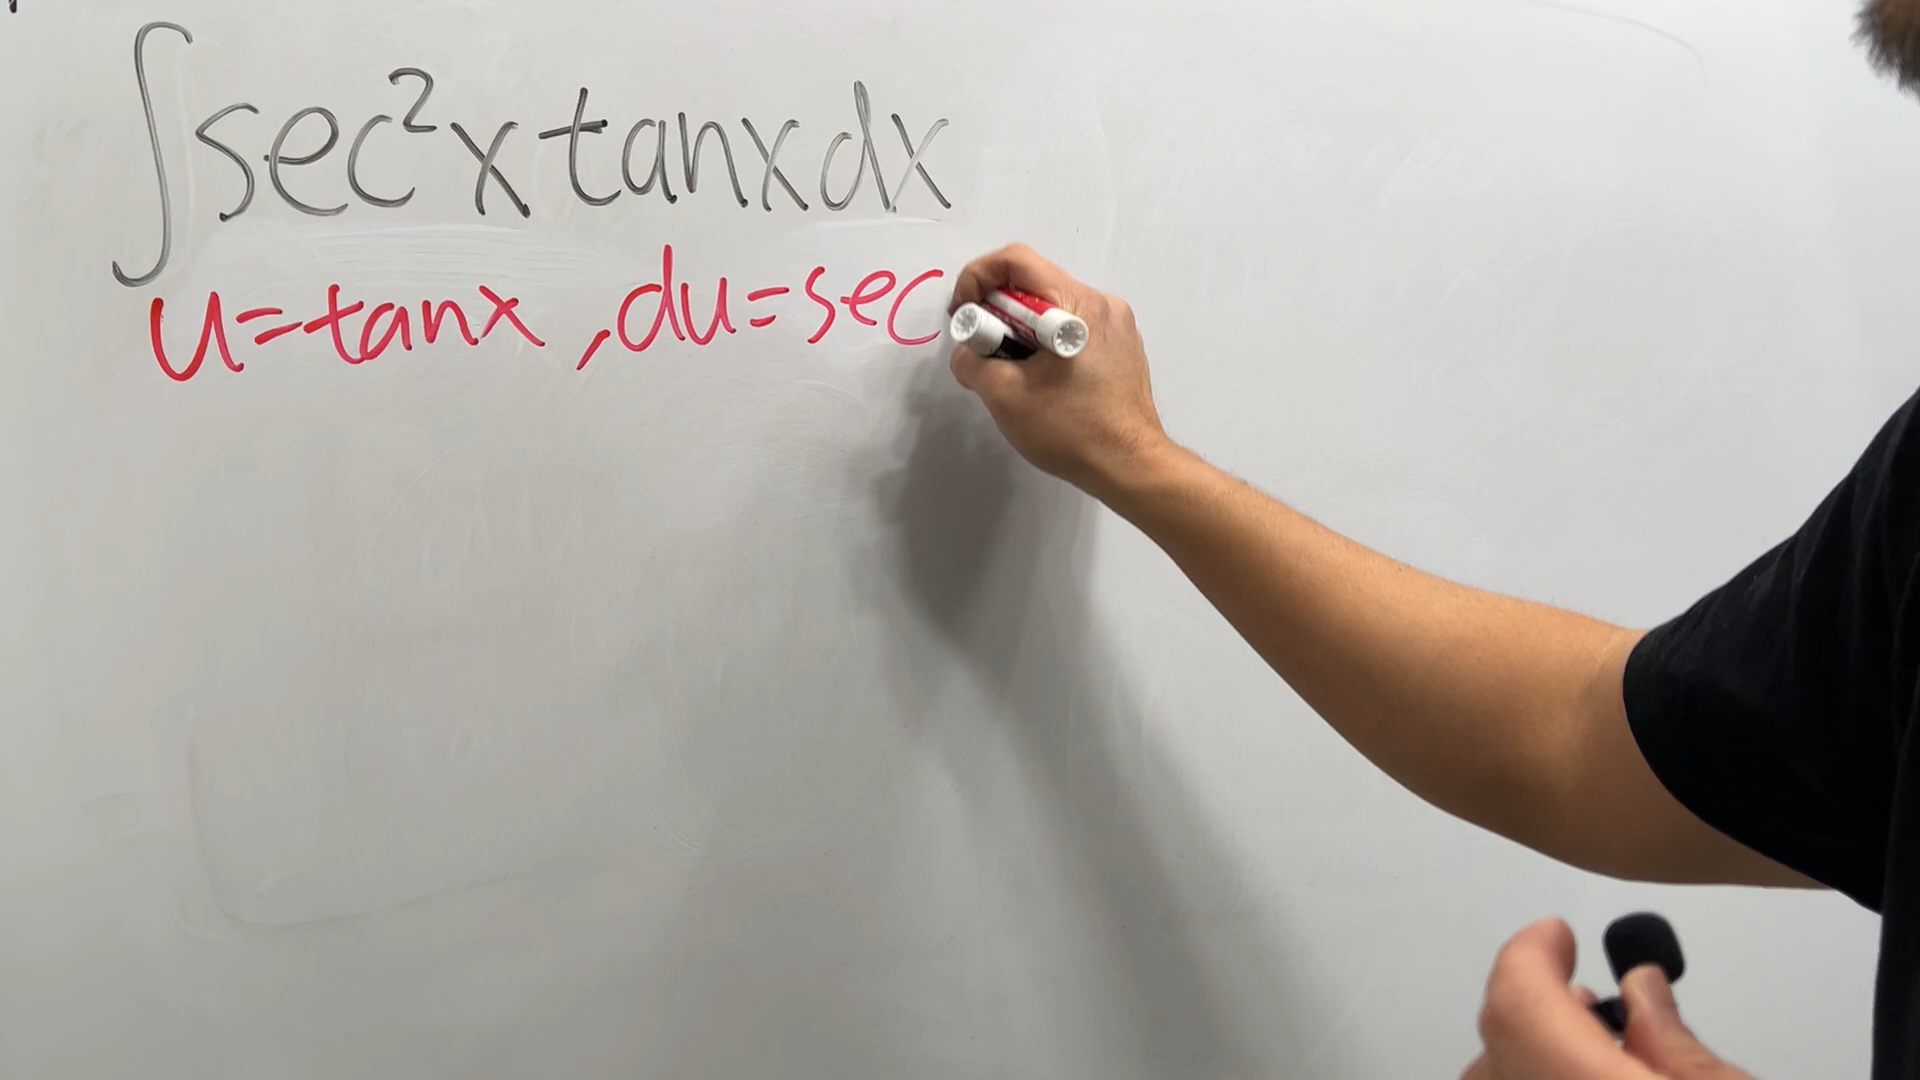 ∫sec²x tanx dx
u=tanx, du=sec